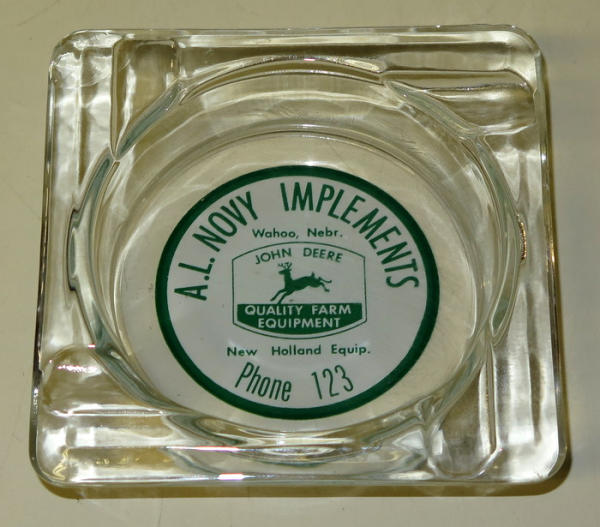 A.L. NOVY IMPLEMENTS
Wahoo, Nebr.
JOHN DEERE
QUALITY FARM
EQUIPMENT
New Holland Equip.
Phone 123